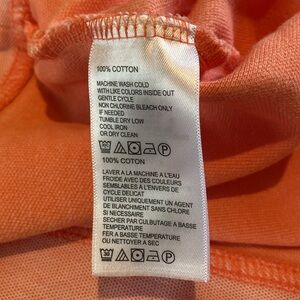 100% COTTON
MACHINE WASH COLD
WITH LIKE COLORS INSIDE OUT
GENTLE CYCLE
NON CHLORINE BLEACH ONLY
IF NEEDED
TUMBLE DRY LOW
COOL IRON
OR DRY CLEAN
100% COTON
LAVER A LA MACHINE A L'EAU
FROIDE AVEC DES COULEURS
SEMBLABLES A L'ENVERS
CYCLE DELICAT
UTILISER UNIQUEMENT UN AGENT
DE BLANCHIMENT SANS CHLORE
SI NECESSAIRE
SECHER PAR CULBUTAGE A BASSE
TEMPERATURE
FER A BASSE TEMPERATURE
OU NETTOYER A SEC